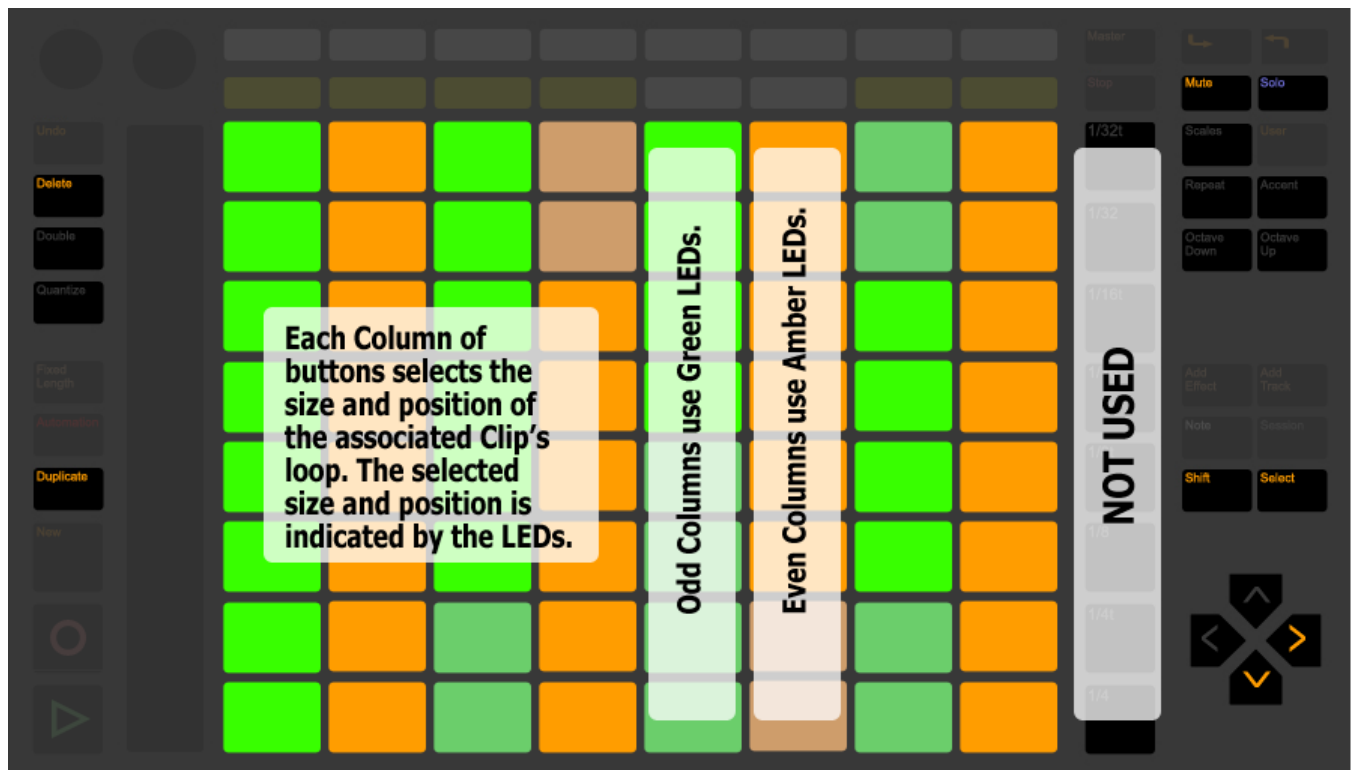 Master
Stop
Mute
Solo
Undo
1/32t
Scales
User
Delete
Repeat
Accent
1/32
Double
Octave
Down
Octave
Up
Quantize
1/16t
Each Column of
buttons selects the
size and position of
the associated Clip's
loop. The selected
size and position is
indicated by the LEDs.
Odd Columns use Green LEDs.
Even Columns use Amber LEDs.
NOT USED
Fixed
Length
Add
Effect
Add
Track
Automation
Note
Session
Duplicate
Shift
Select
New
1/8
1/4t
1/4